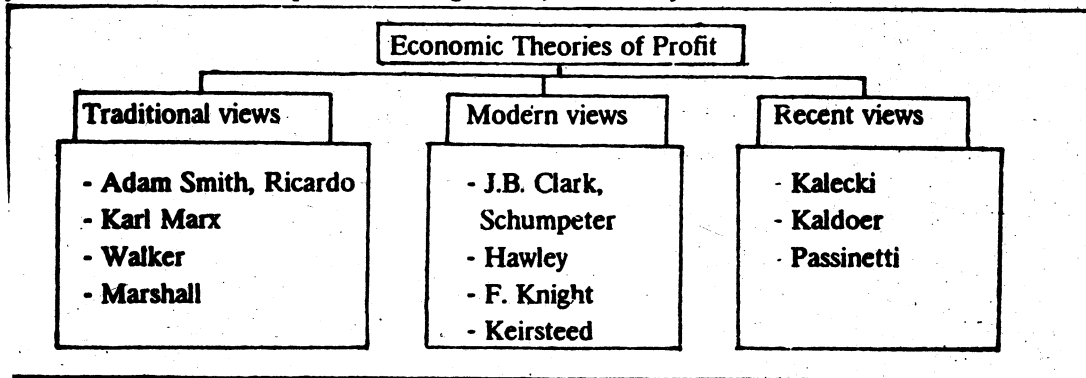 Economic Theories of Profit
Traditional views
- Adam Smith, Ricardo
- Karl Marx
- Walker
- Marshall
Modern views
- J.B. Clark,
Schumpeter
- Hawley
- F. Knight
- Keirsteed
Recent views
- Kalecki
- Kaldoer
- Passinetti